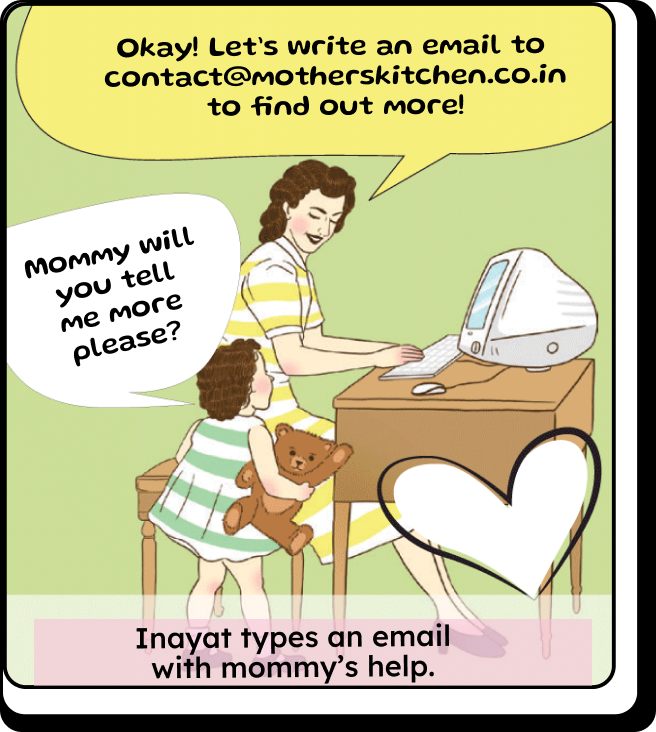 Okay! Let's write an email to
contact@motherskitchen.co.in
to find out more!
Mommy will
you tell
me more
please?
Inayat types an email
with mommy’s help.